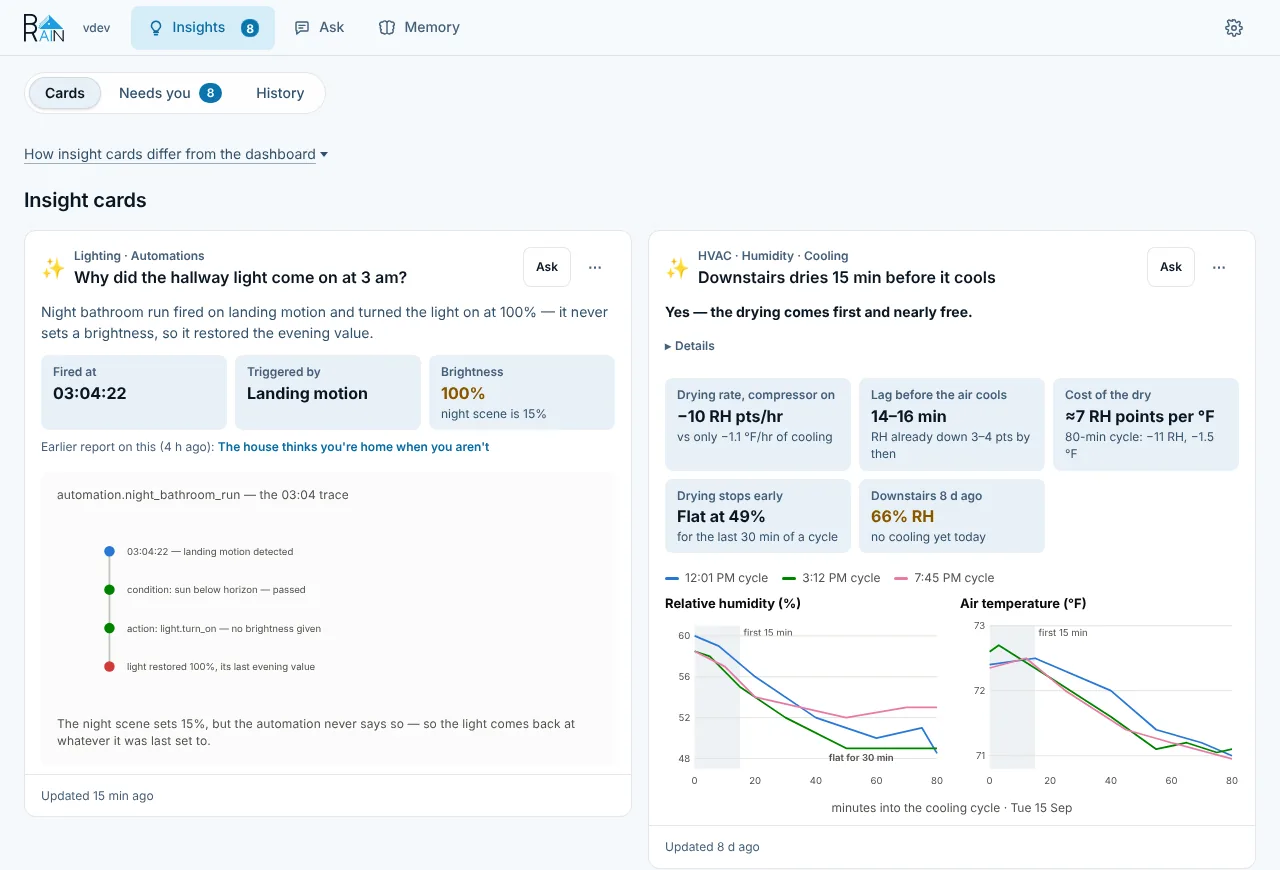 BRAIN
vdev
Insights 8
Ask
Memory
Cards
Needs you 8
History
How insight cards differ from the dashboard
Insight cards
Lighting · Automations
Why did the hallway light come on at 3 am?
Ask
Night bathroom run fired on landing motion and turned the light on at 100% — it never
sets a brightness, so it restored the evening value.
Fired at
03:04:22
Triggered by
Landing motion
Brightness
100%
night scene is 15%
Earlier report on this (4 h ago): The house thinks you're home when you aren't
automation.night_bathroom_run — the 03:04 trace
03:04:22 — landing motion detected
condition: sun below horizon — passed
action: light.turn_on — no brightness given
light restored 100%, its last evening value
The night scene sets 15%, but the automation never says so — so the light comes back at
whatever it was last set to.
Updated 15 min ago
HVAC · Humidity · Cooling
Downstairs dries 15 min before it cools
Ask
Yes — the drying comes first and nearly free.
Details
Drying rate, compressor on
−10 RH pts/hr
vs only −1.1 °F/hr of cooling
Lag before the air cools
14–16 min
RH already down 3–4 pts by
then
Cost of the dry
≈7 RH points per °F
80-min cycle: −11 RH, −1.5
°F
Drying stops early
Flat at 49%
for the last 30 min of a cycle
Downstairs 8 d ago
66% RH
no cooling yet today
12:01 PM cycle
3:12 PM cycle
7:45 PM cycle
Relative humidity (%)
60
56
52
48
first 15 min
flat for 30 min
0 20 40 60 80
Air temperature (°F)
73
72
71
first 15 min
0 20 40 60 80
minutes into the cooling cycle · Tue 15 Sep
Updated 8 d ago